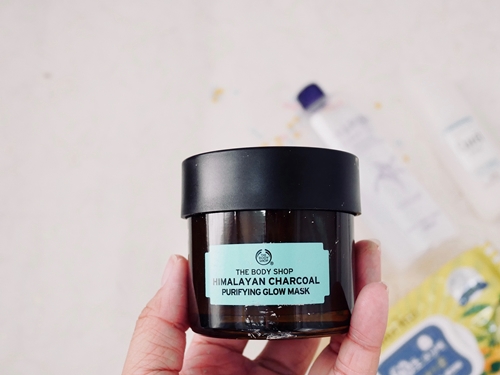 THE BODY SHOP
HIMALAYAN CHARCOAL
PURIFYING GLOW MASK